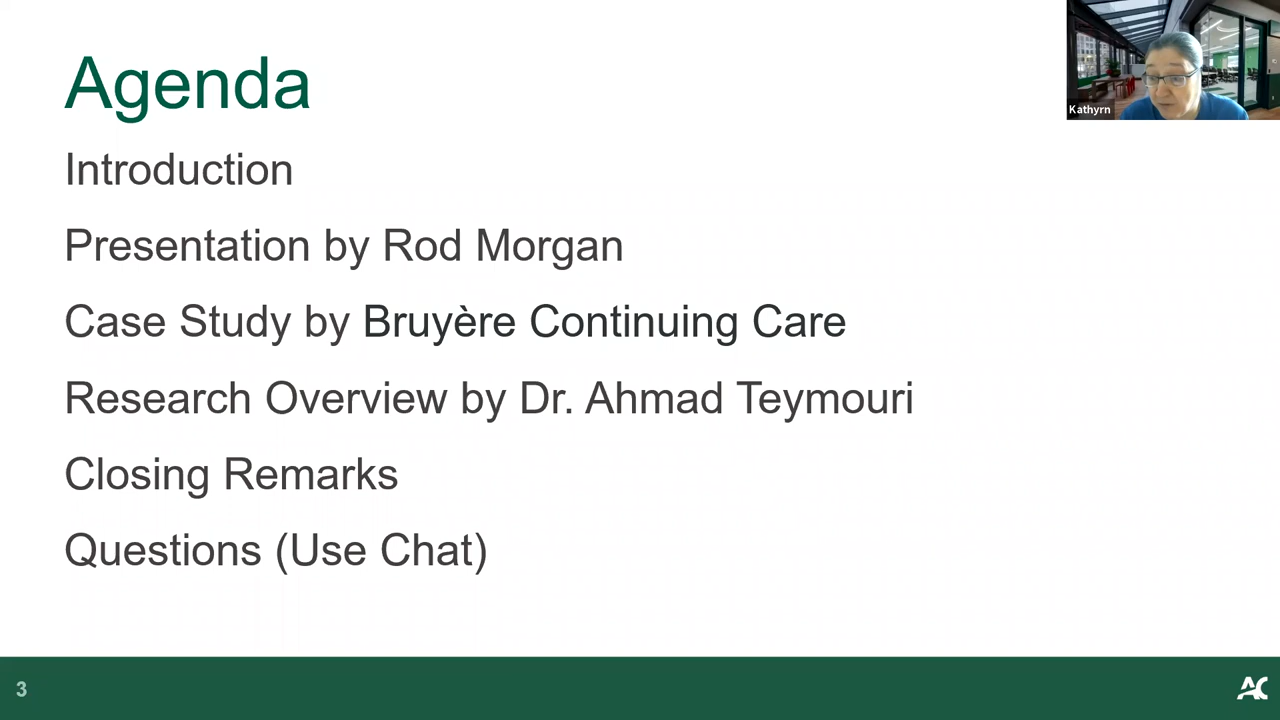 Agenda
Introduction
Presentation by Rod Morgan
Case Study by Bruyère Continuing Care
Research Overview by Dr. Ahmad Teymouri
Closing Remarks
Questions (Use Chat)
Kathyrn
3
AC